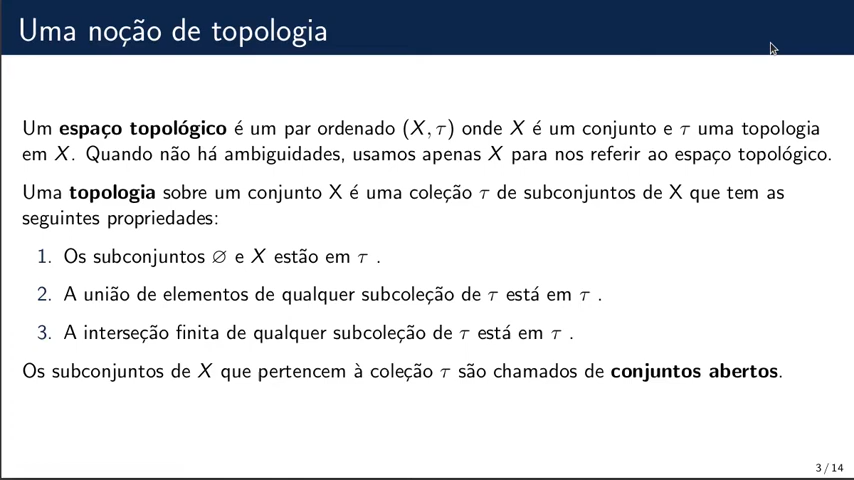 Uma noção de topologia
Um espaço topológico é um par ordenado (X, τ) onde X é um conjunto e τ uma topologia
em X. Quando não há ambiguidades, usamos apenas X para nos referir ao espaço topológico.
Uma topologia sobre um conjunto X é uma coleção τ de subconjuntos de X que tem as
seguintes propriedades:
1. Os subconjuntos ∅ e X estão em τ .
2. A união de elementos de qualquer subcoleção de τ está em τ .
3. A interseção finita de qualquer subcoleção de τ está em τ .
Os subconjuntos de X que pertencem à coleção τ são chamados de conjuntos abertos.
3 / 14